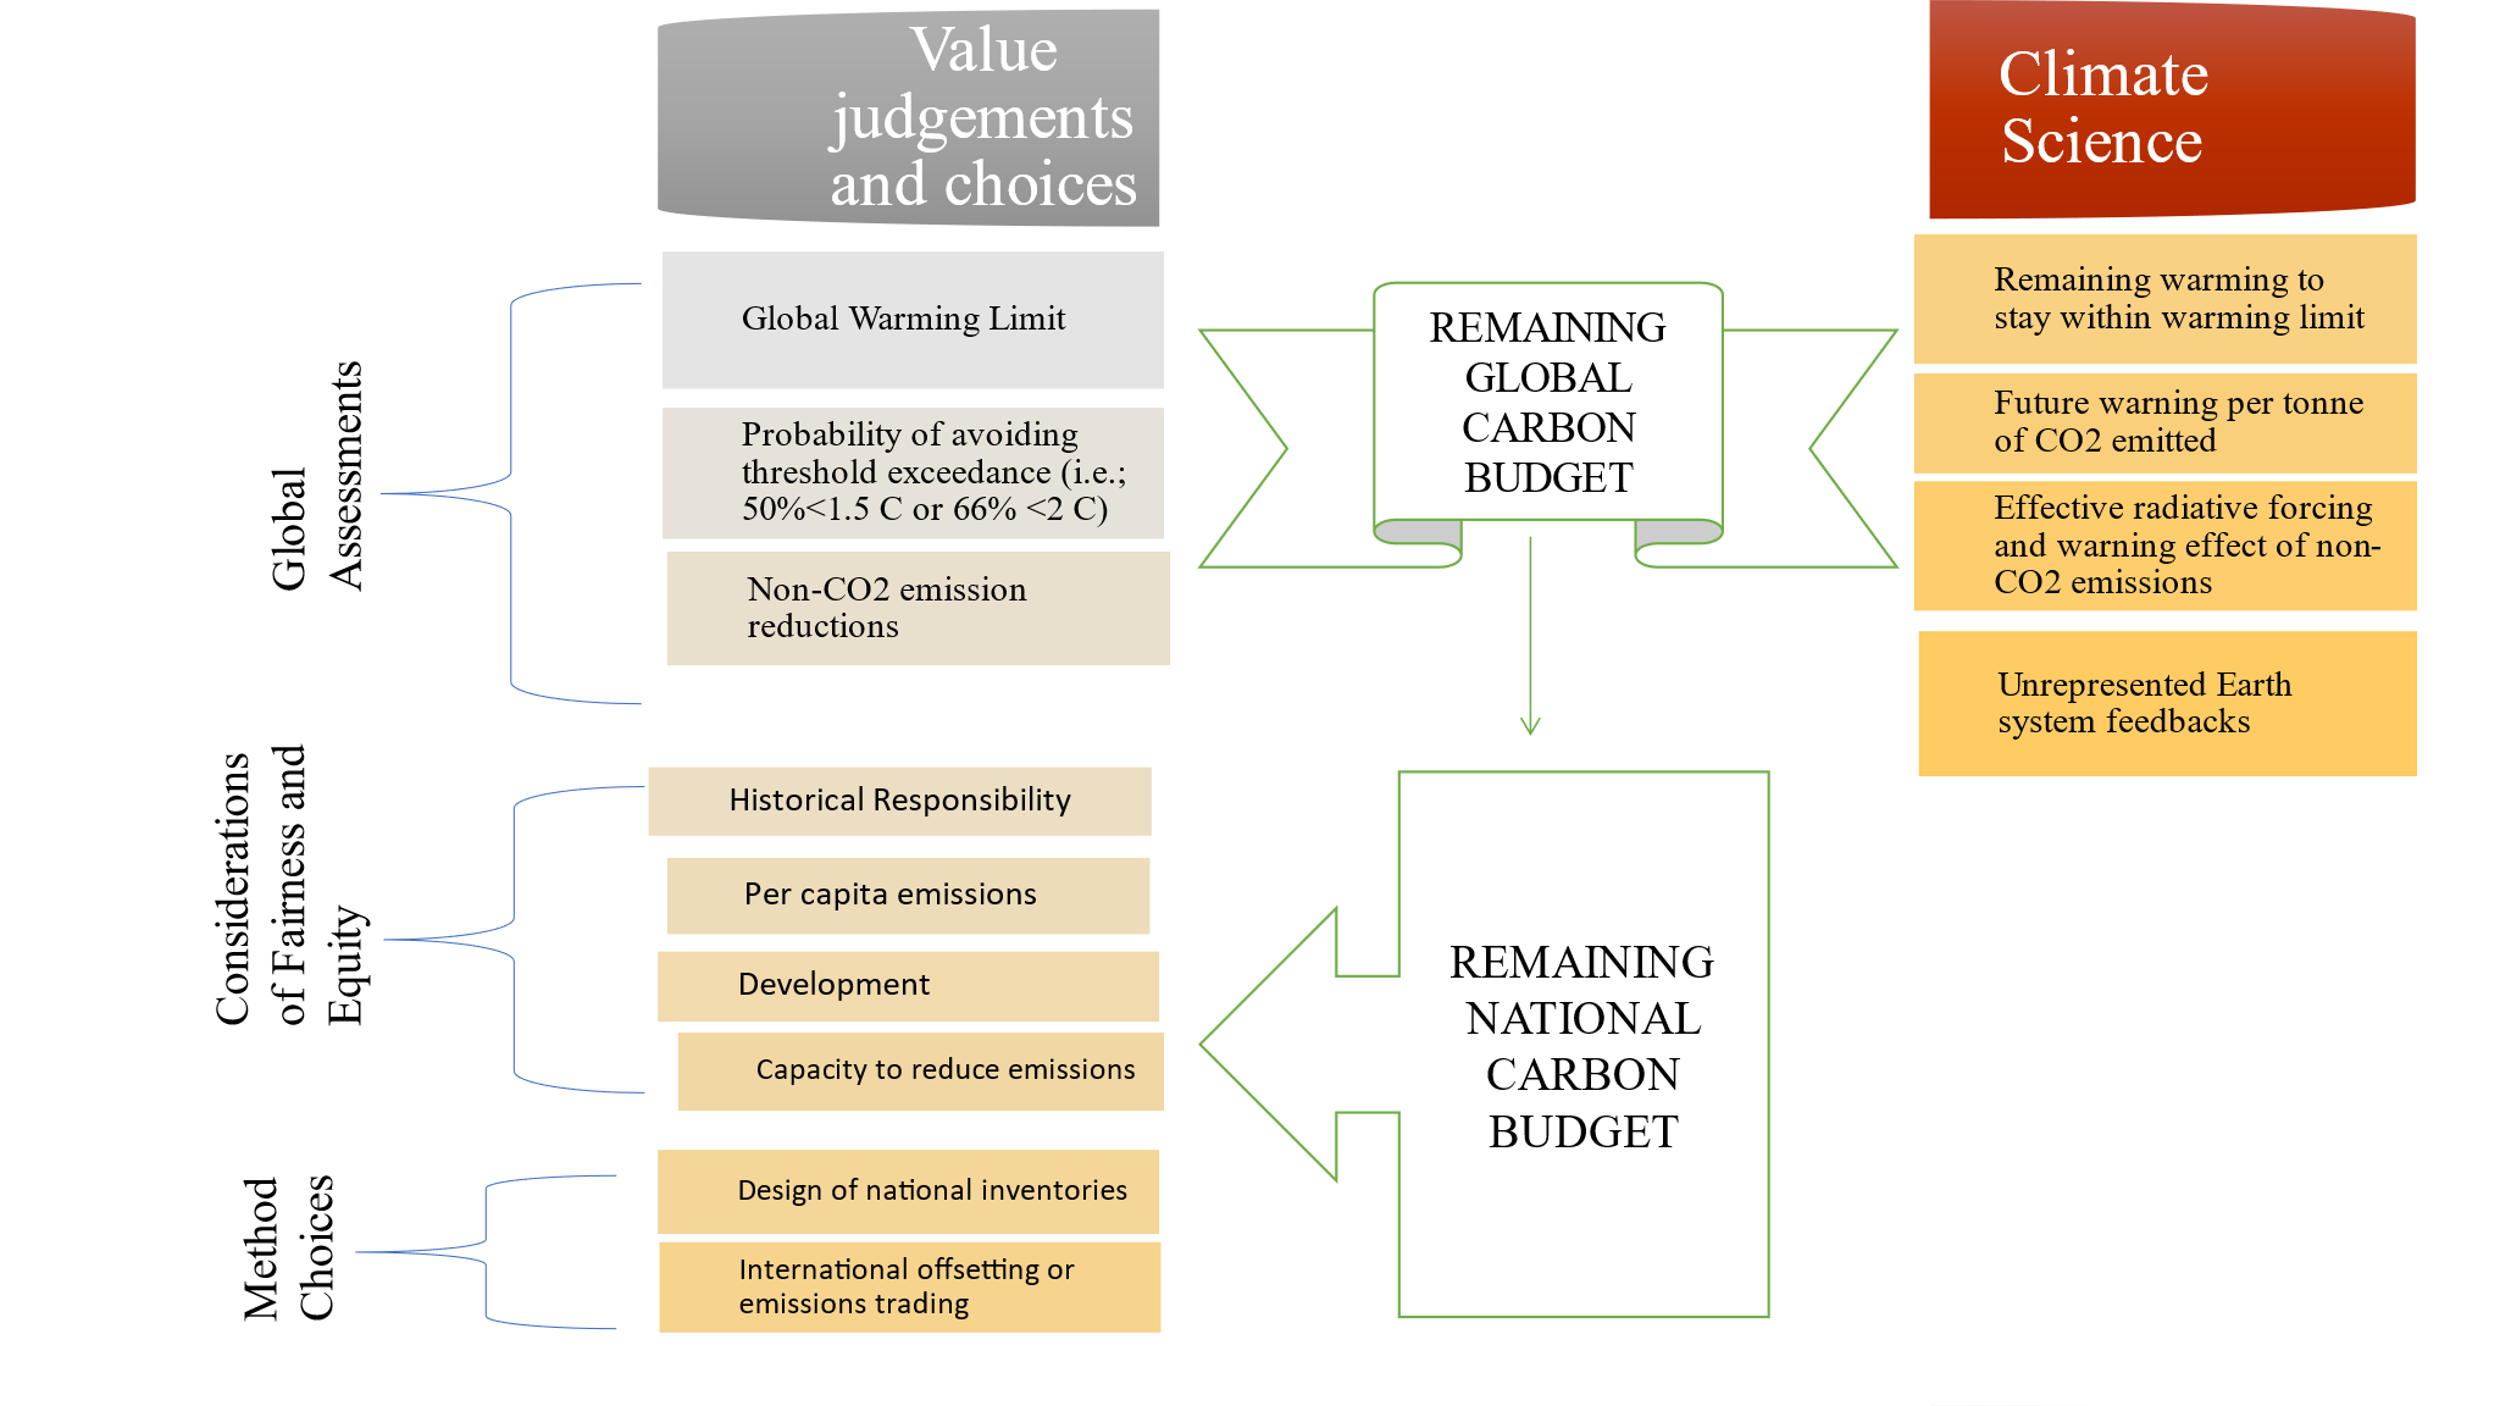 Value
judgements
and choices
Climate
Science
Global
Assessments
Global Warming Limit
Probability of avoiding
threshold exceedance (i.e.;
50%<1.5 C or 66% <2 C)
Non-CO2 emission
reductions
REMAINING
GLOBAL
CARBON
BUDGET
Remaining warming to
stay within warming limit
Future warning per tonne
of CO2 emitted
Effective radiative forcing
and warning effect of non-
CO2 emissions
Unrepresented Earth
system feedbacks
Considerations
of Fairness and
Equity
Historical Responsibility
Per capita emissions
Development
Capacity to reduce emissions
REMAINING
NATIONAL
CARBON
BUDGET
Method
Choices
Design of national inventories
International offsetting or
emissions trading